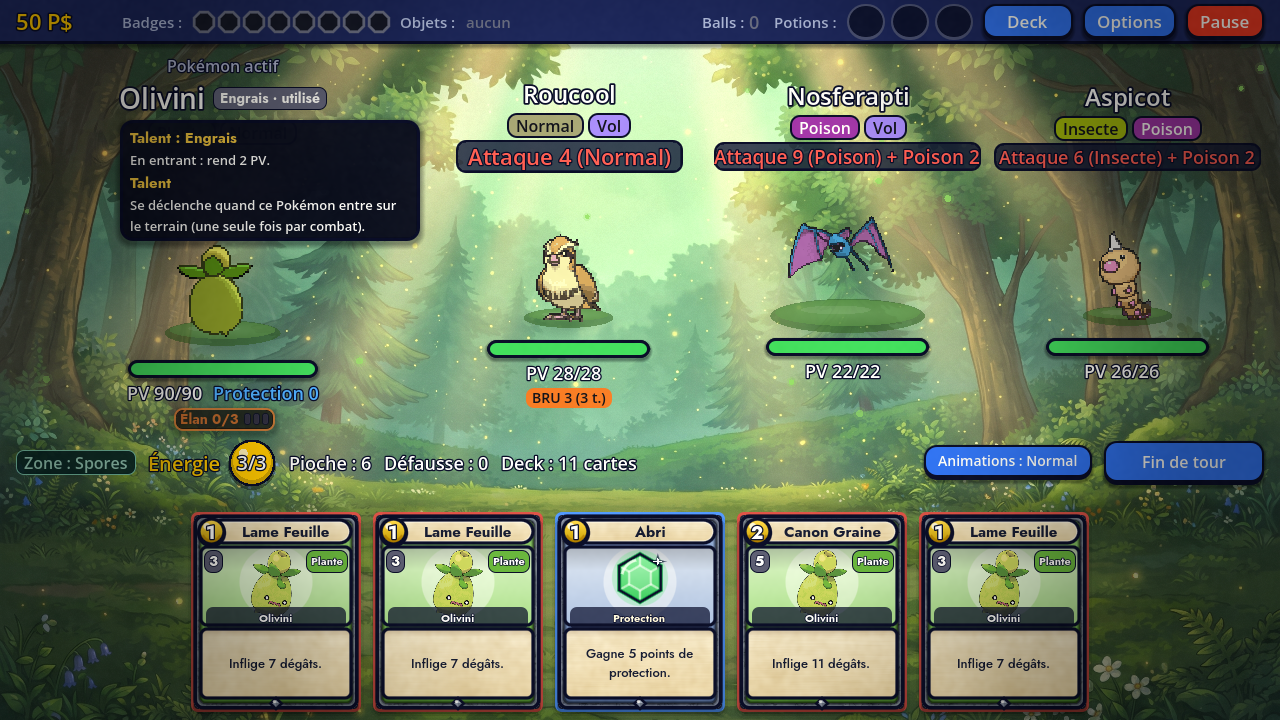 50 P$
Badges :
Objets : aucun
Balls : 0
Potions :
Deck
Options
Pause
Pokémon actif
Olivini
Engrais · utilisé
Talent : Engrais
En entrant : rend 2 PV.
Talent
Se déclenche quand ce Pokémon entre sur
le terrain (une seule fois par combat).
PV 90/90 Protection 0
Élan 0/3
Roucool
Normal Vol
Attaque 4 (Normal)
PV 28/28
BRU 3 (3 t.)
Nosferapti
Poison Vol
Attaque 9 (Poison) + Poison 2
PV 22/22
Aspicot
Insecte Poison
Attaque 6 (Insecte) + Poison 2
PV 26/26
Zone : Spores
Énergie 3/3
Pioche : 6 Défausse : 0 Deck : 11 cartes
Animations : Normal
Fin de tour
1 Lame Feuille
3 Plante
Olivini
Inflige 7 dégâts.
1 Lame Feuille
3 Plante
Olivini
Inflige 7 dégâts.
1 Abri
Protection
Gagne 5 points de
protection.
2 Canon Graine
5 Plante
Olivini
Inflige 11 dégâts.
1 Lame Feuille
3 Plante
Olivini
Inflige 7 dégâts.